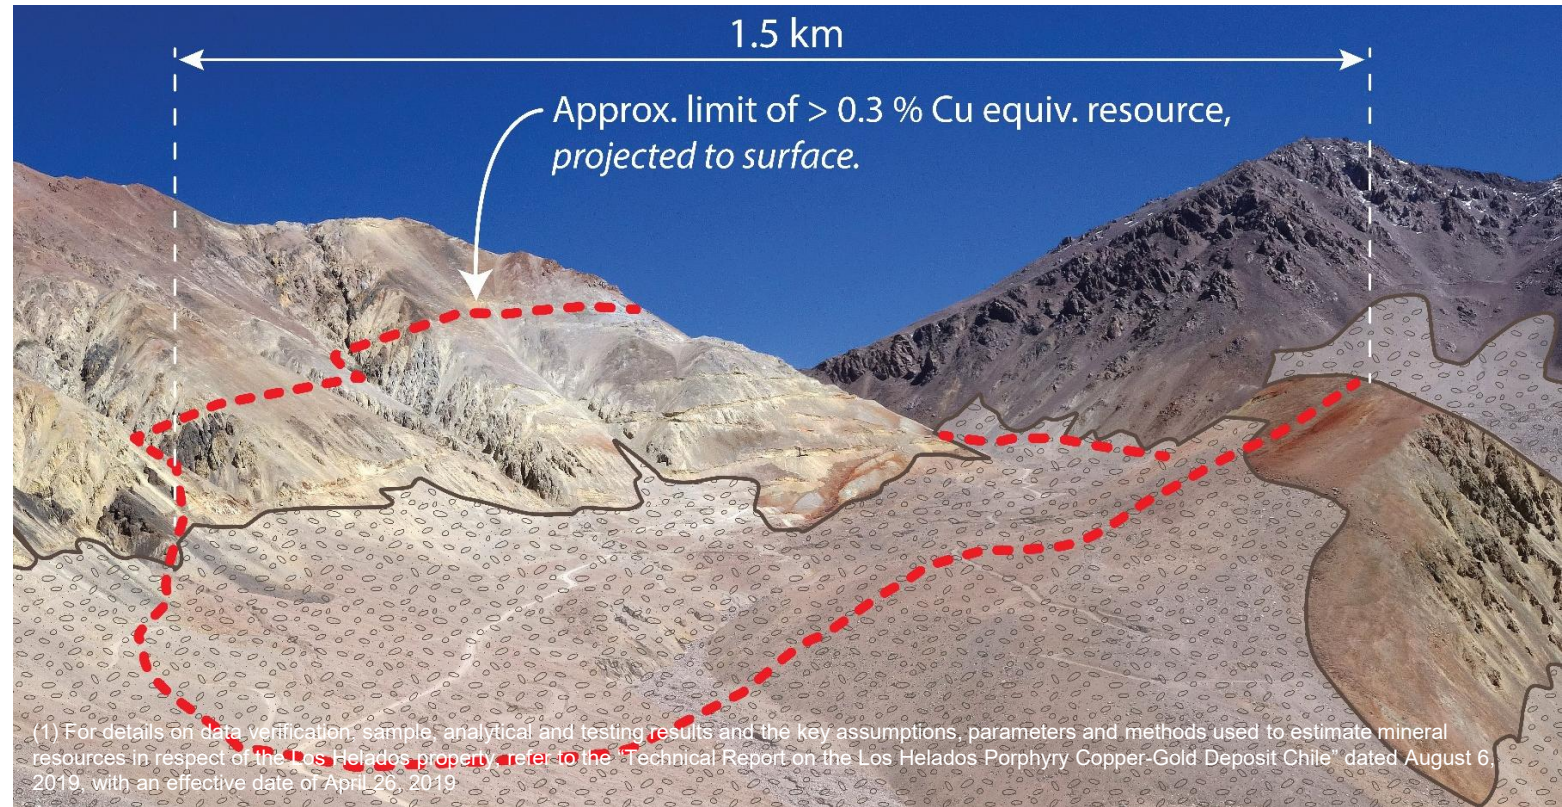 1.5 km
Approx. limit of > 0.3 % Cu equiv. resource,
projected to surface.
(1) For details on data verification, sample, analytical and testing results and the key assumptions, parameters and methods used to estimate mineral
resources in respect of the Los Helados property, refer to the “Technical Report on the Los Helados Porphyry Copper-Gold Deposit Chile” dated August 6,
2019, with an effective date of April 26, 2019